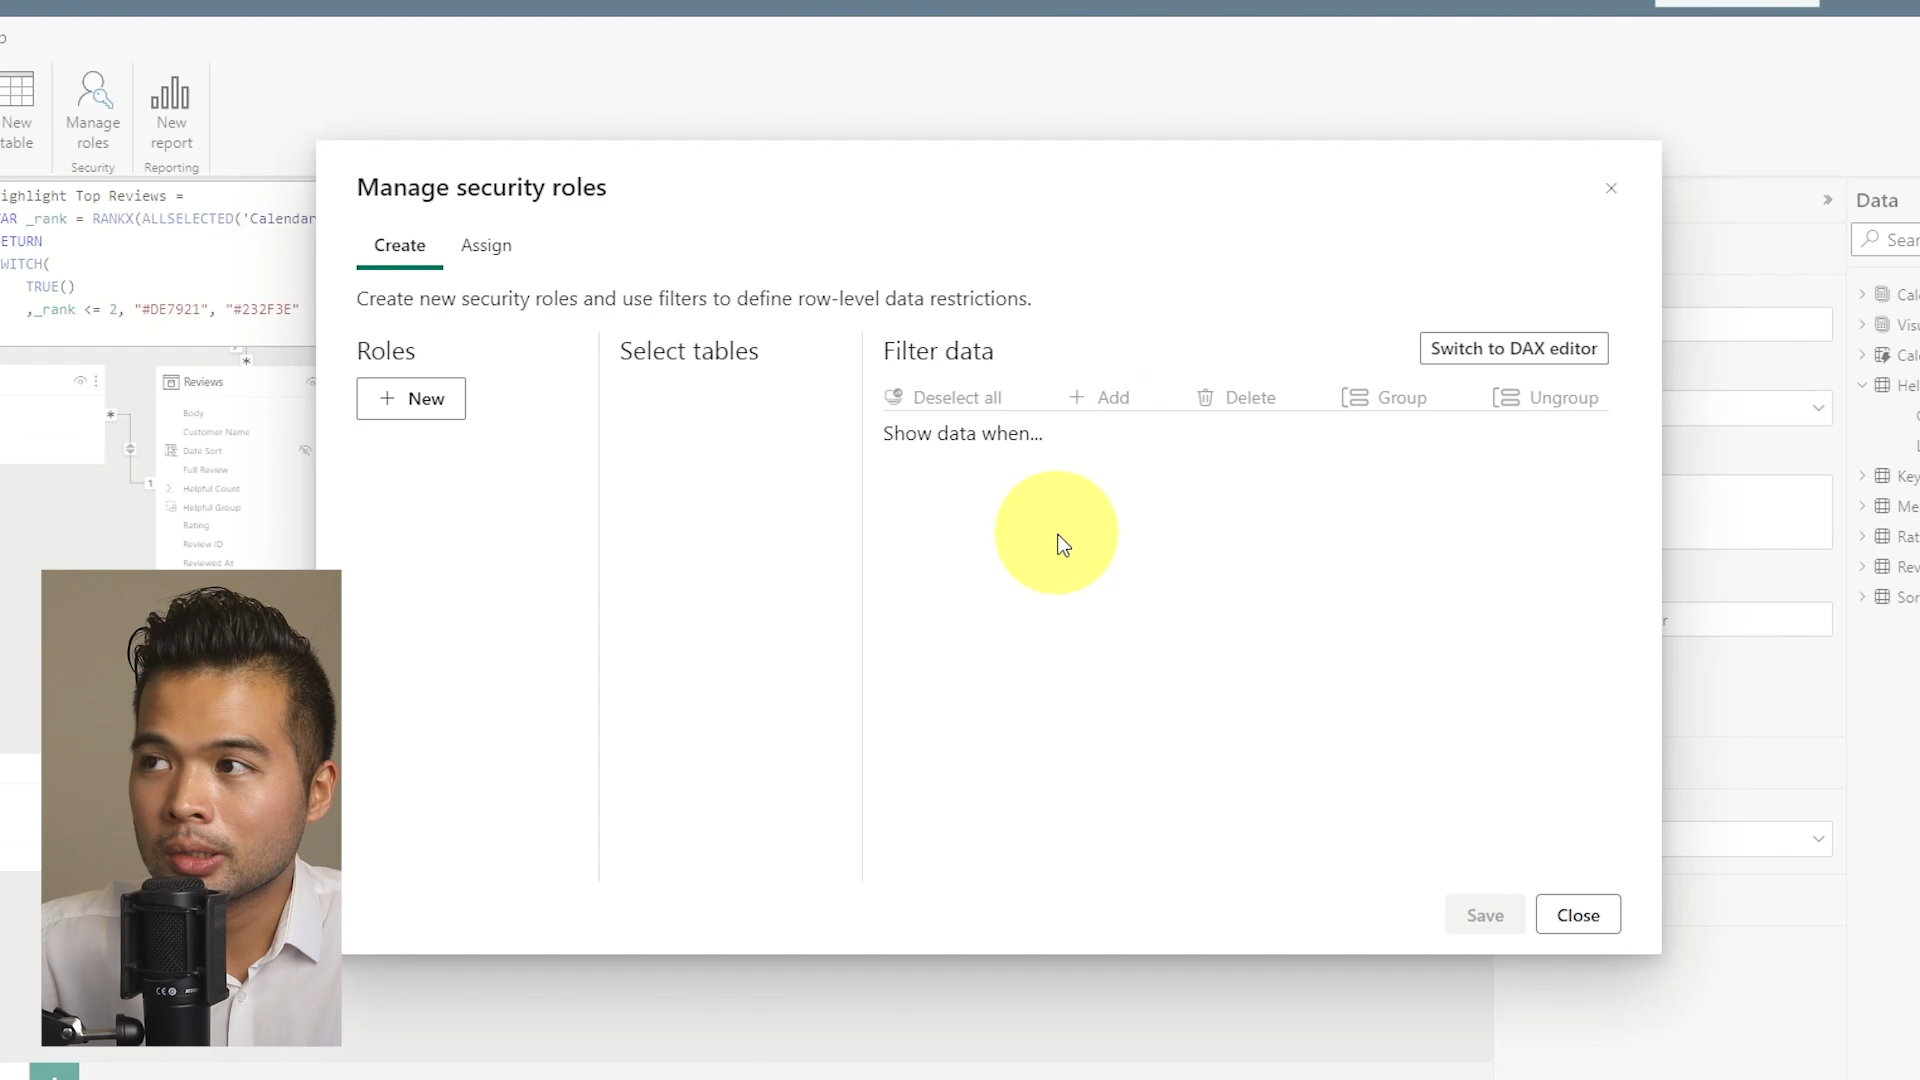 New
table
Manage
roles
Security
New
report
Reporting
ighlight Top Reviews =
AR _rank = RANKX(ALLSELECTED('Calendar
ETURN
WITCH(
TRUE()
,_rank <= 2, "#DE7921", "#232F3E"
*
*
1
Reviews
Body
Customer Name
Date Sort
Full Review
Helpful Count
Helpful Group
Rating
Review ID
Reviewed At
Manage security roles
Create
Assign
Create new security roles and use filters to define row-level data restrictions.
Roles
+ New
Select tables
Filter data
Switch to DAX editor
Deselect all
+ Add
Delete
Group
Ungroup
Show data when...
Save
Close
Data
Sear
Cal
Visu
Cal
Hel
Key
Me
Rat
Rev
Sor